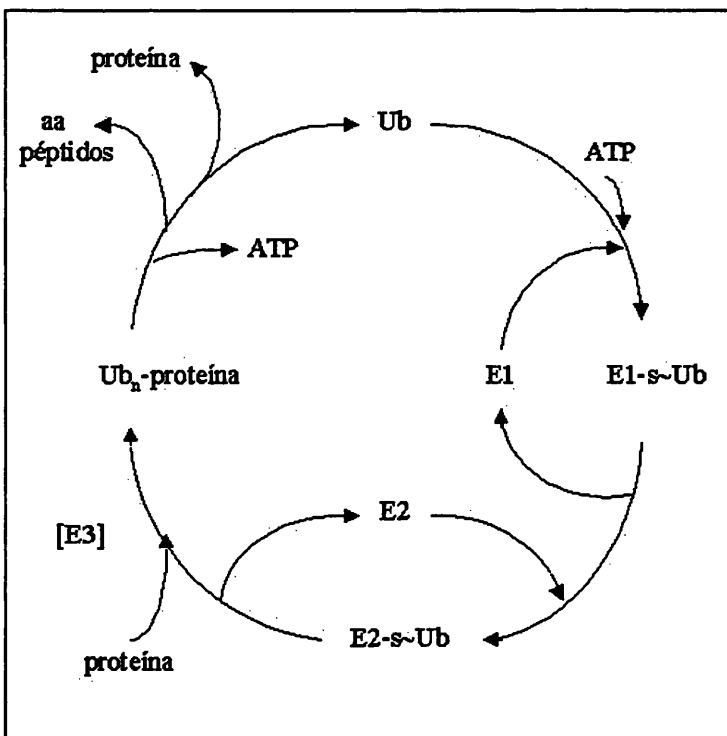 proteína
Ub
aa
péptidos
ATP
ATP
Ubₙ-proteína
E1
E1-s~Ub
[E3]
E2
E2-s~Ub
proteína